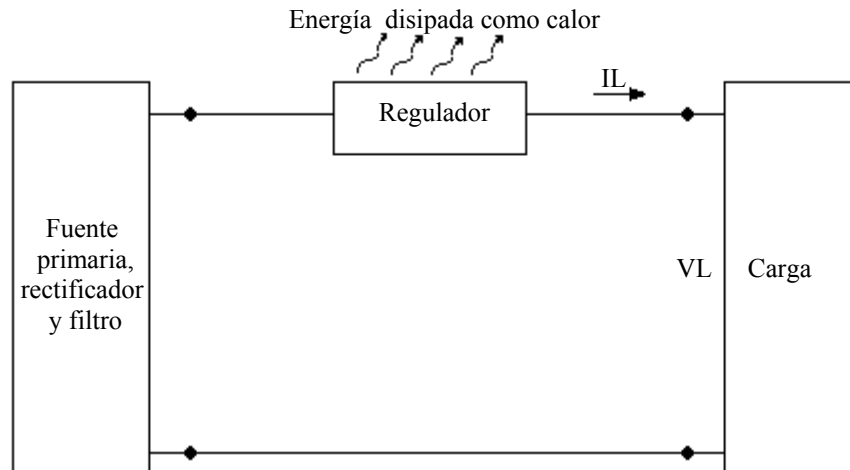 Energía disipada como calor
Regulador
IL
Fuente
primaria,
rectificador
y filtro
VL
Carga